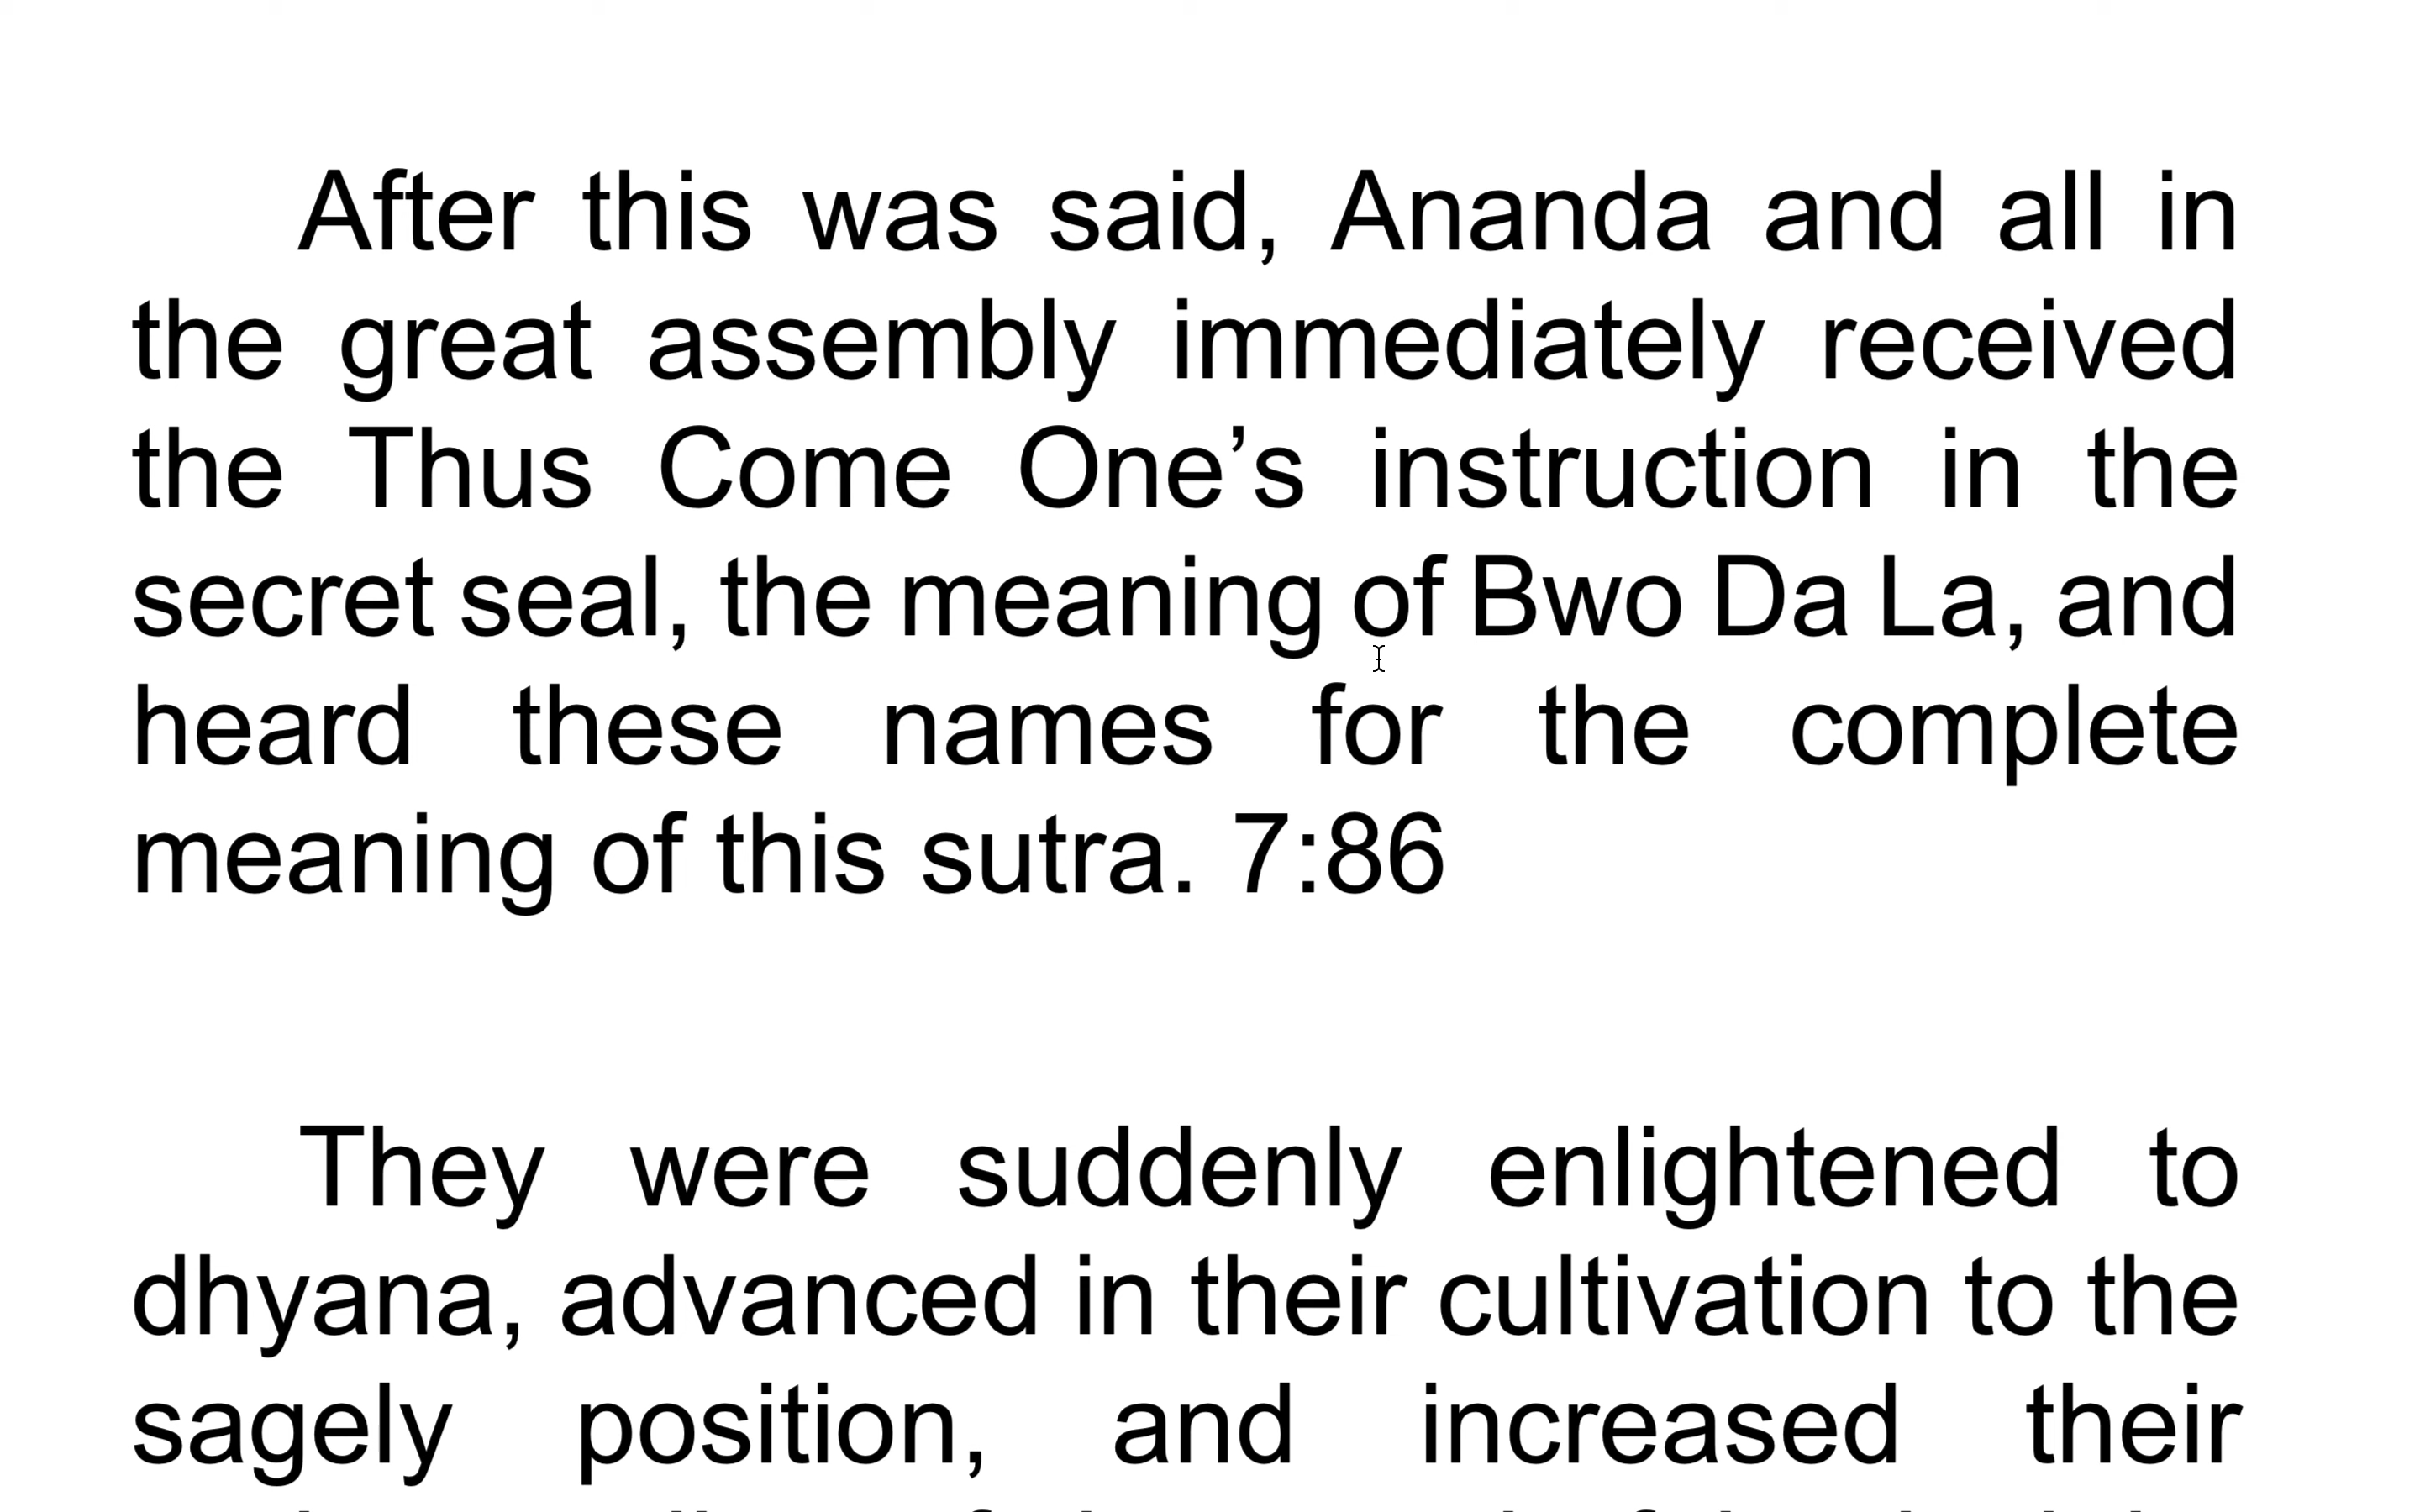 After this was said, Ananda and all in
the great assembly immediately received
the Thus Come One’s instruction in the
secret seal, the meaning of Bwo Da La, and
heard these names for the complete
meaning of this sutra. 7:86
They were suddenly enlightened to
dhyana, advanced in their cultivation to the
sagely position, and increased their